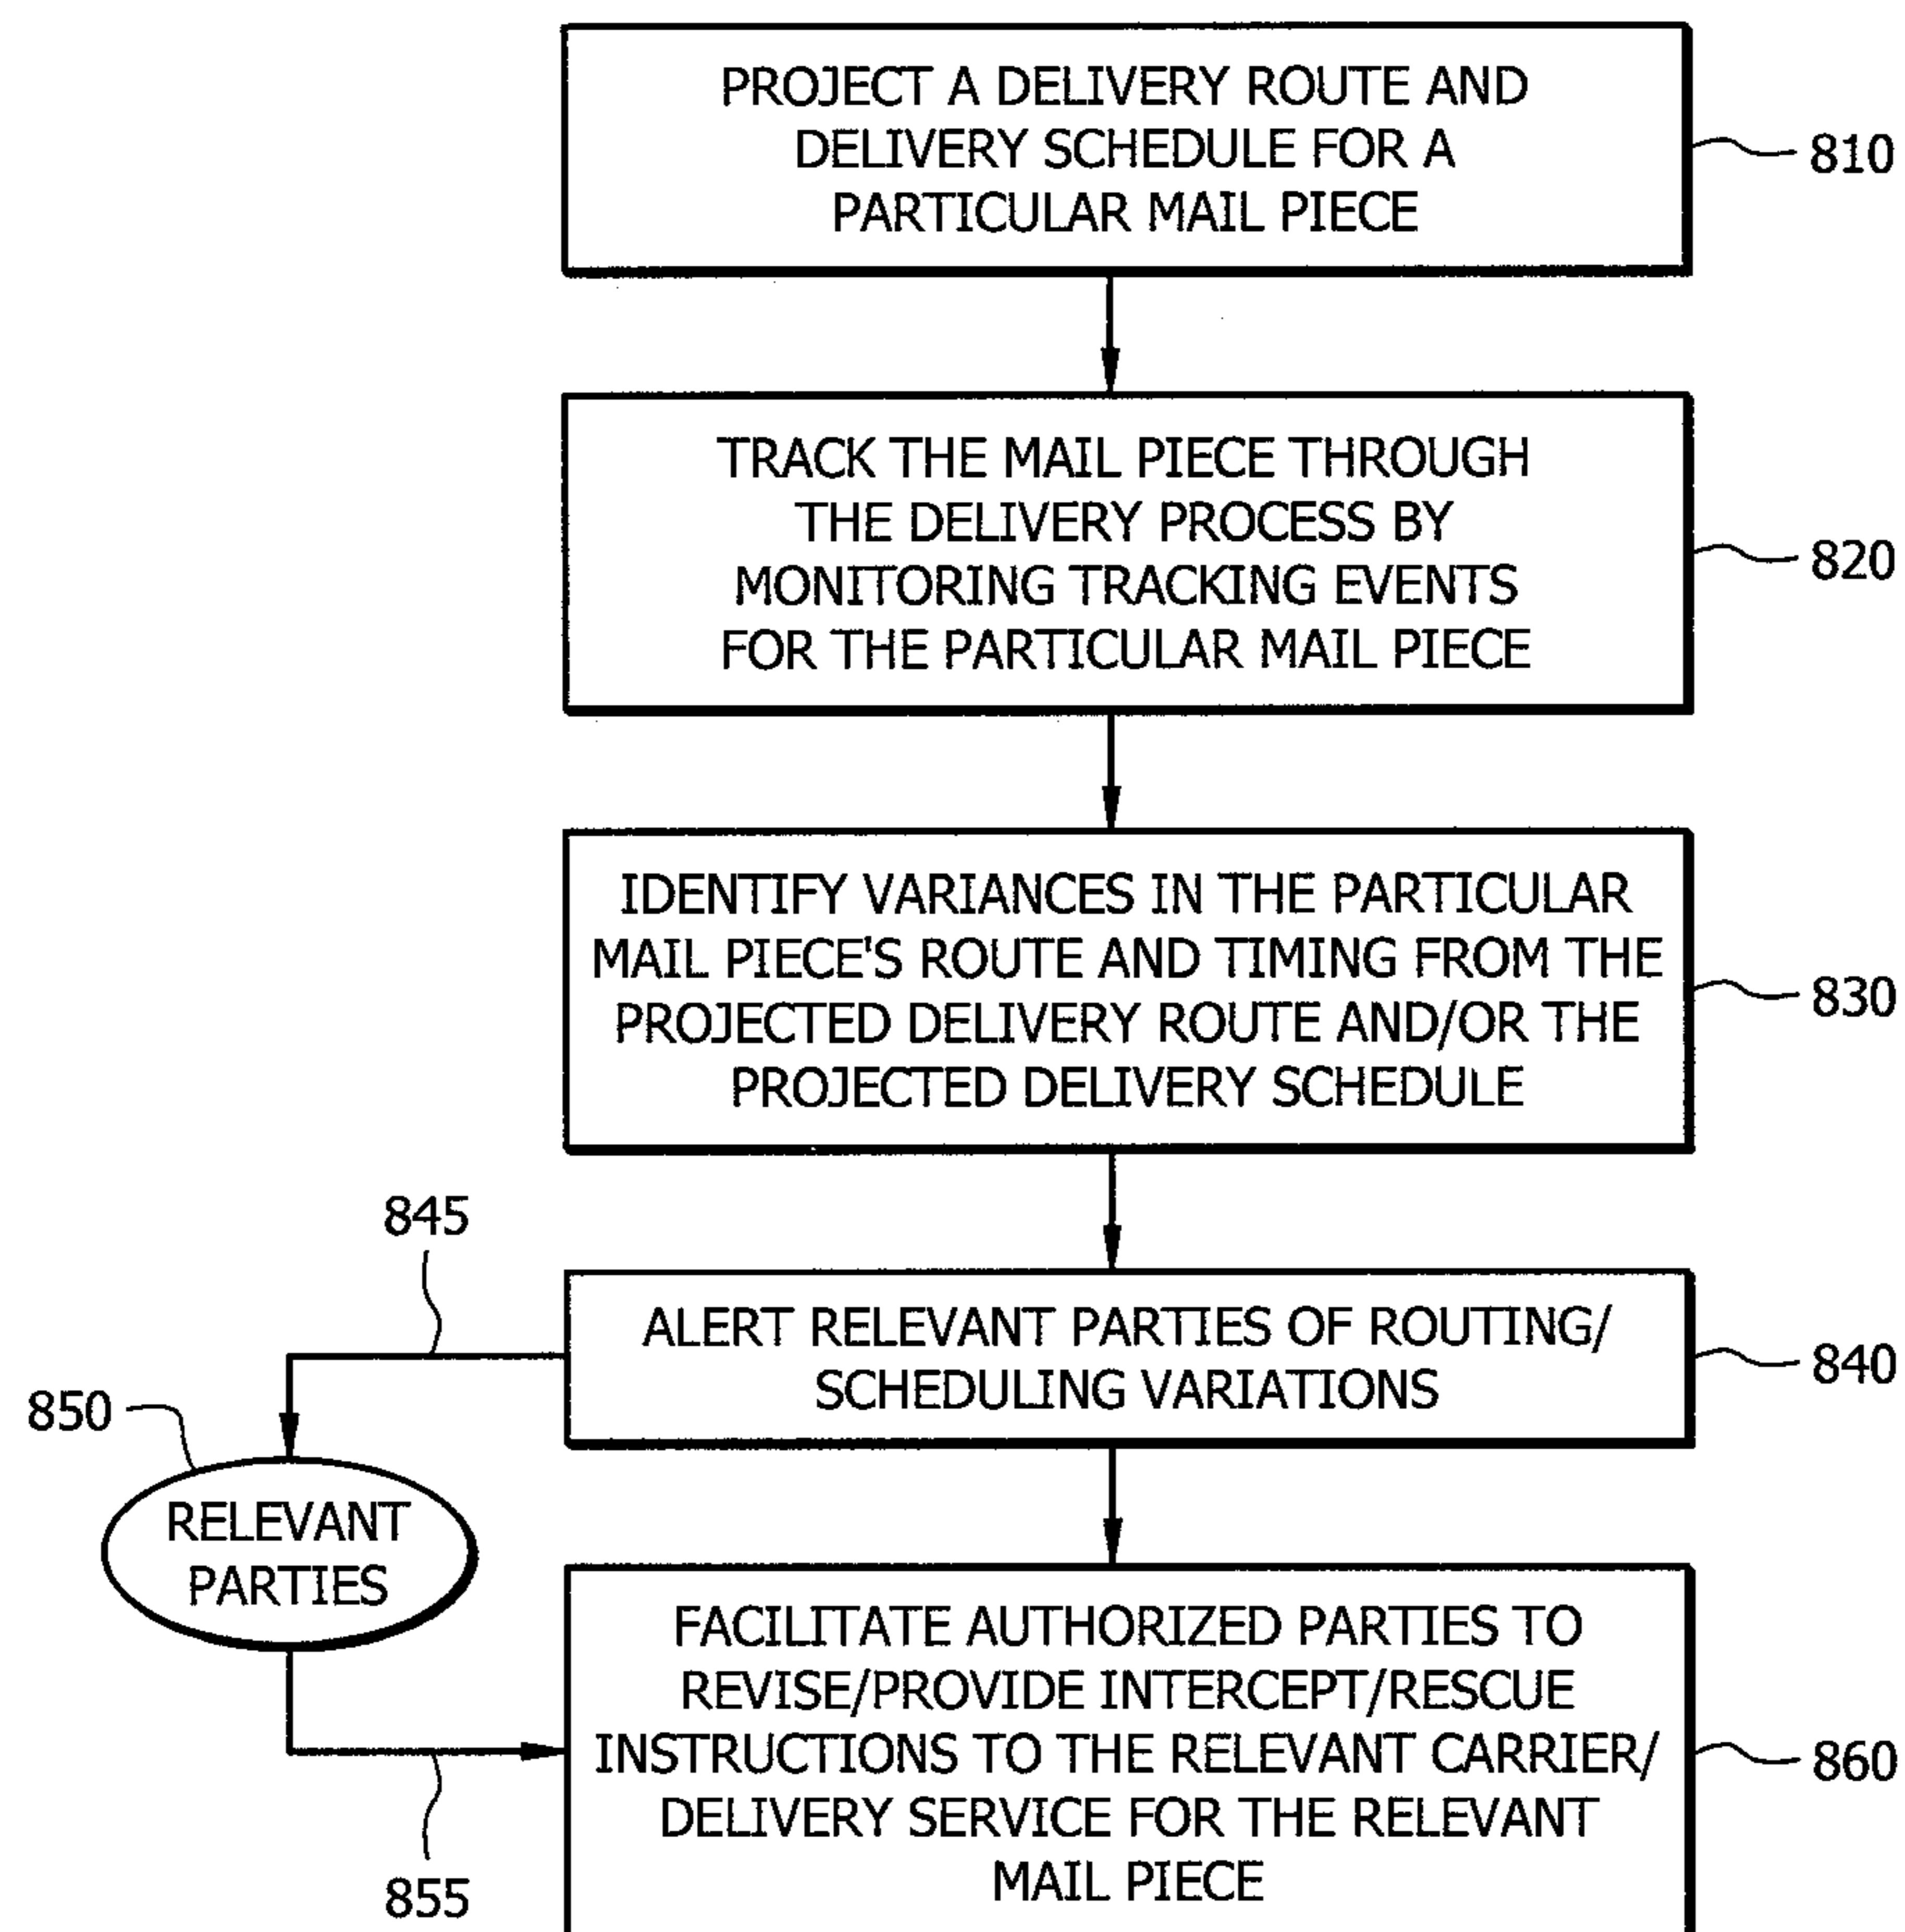 PROJECT A DELIVERY ROUTE AND
DELIVERY SCHEDULE FOR A
PARTICULAR MAIL PIECE
810
TRACK THE MAIL PIECE THROUGH
THE DELIVERY PROCESS BY
MONITORING TRACKING EVENTS
FOR THE PARTICULAR MAIL PIECE
820
IDENTIFY VARIANCES IN THE PARTICULAR
MAIL PIECE'S ROUTE AND TIMING FROM THE
PROJECTED DELIVERY ROUTE AND/OR THE
PROJECTED DELIVERY SCHEDULE
830
845
ALERT RELEVANT PARTIES OF ROUTING/
SCHEDULING VARIATIONS
840
850
RELEVANT
PARTIES
FACILITATE AUTHORIZED PARTIES TO
REVISE/PROVIDE INTERCEPT/RESCUE
INSTRUCTIONS TO THE RELEVANT CARRIER/
DELIVERY SERVICE FOR THE RELEVANT
MAIL PIECE
860
855